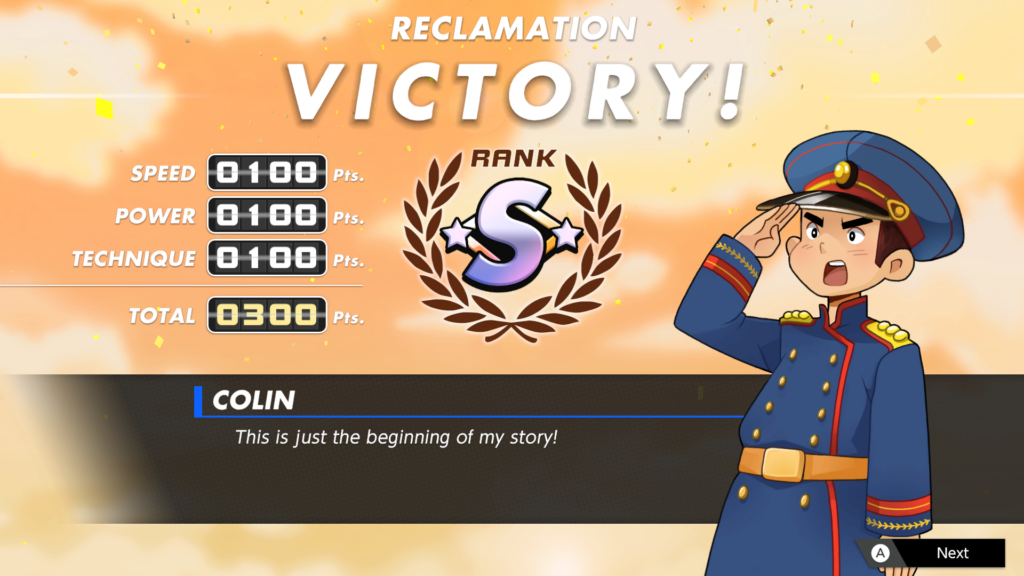 RECLAMATION
VICTORY!
SPEED 0100 Pts.
POWER 0100 Pts.
TECHNIQUE 0100 Pts.
TOTAL 0300 Pts.
RANK
S
COLIN
This is just the beginning of my story!
A Next